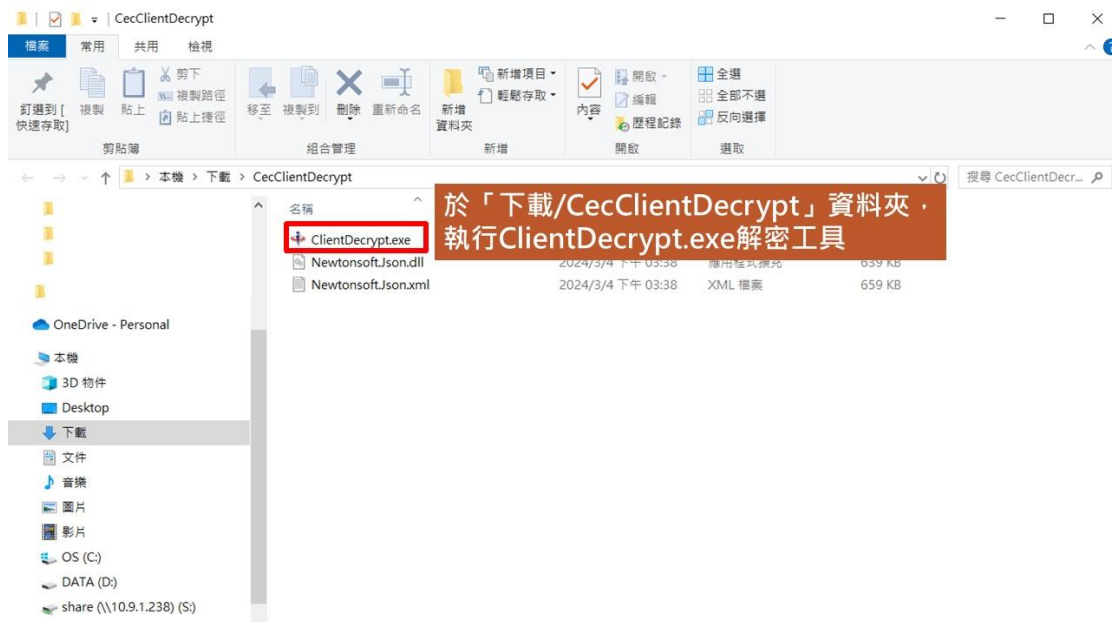 CecClientDecrypt
檔案 常用 共用 檢視
釘選到 [
快速存取]
複製
貼上
剪下
複製路徑
貼上捷徑
剪貼簿
移至
複製到
刪除
重新命名
組合管理
新增
資料夾
新增項目
輕鬆存取
新增
內容
開啟
編輯
歷程記錄
開啟
全選
全部不選
反向選擇
選取
本機 > 下載 > CecClientDecrypt
搜尋 CecClientDecr...
名稱
於「下載/CecClientDecrypt」資料夾，
執行ClientDecrypt.exe解密工具
ClientDecrypt.exe
Newtonsoft.Json.dll 2024/3/4 下午 03:38 應用程式擴充 639 KB
Newtonsoft.Json.xml 2024/3/4 下午 03:38 XML 檔案 659 KB
OneDrive - Personal
本機
3D 物件
Desktop
下載
文件
音樂
圖片
影片
OS (C:)
DATA (D:)
share (\\10.9.1.238) (S:)